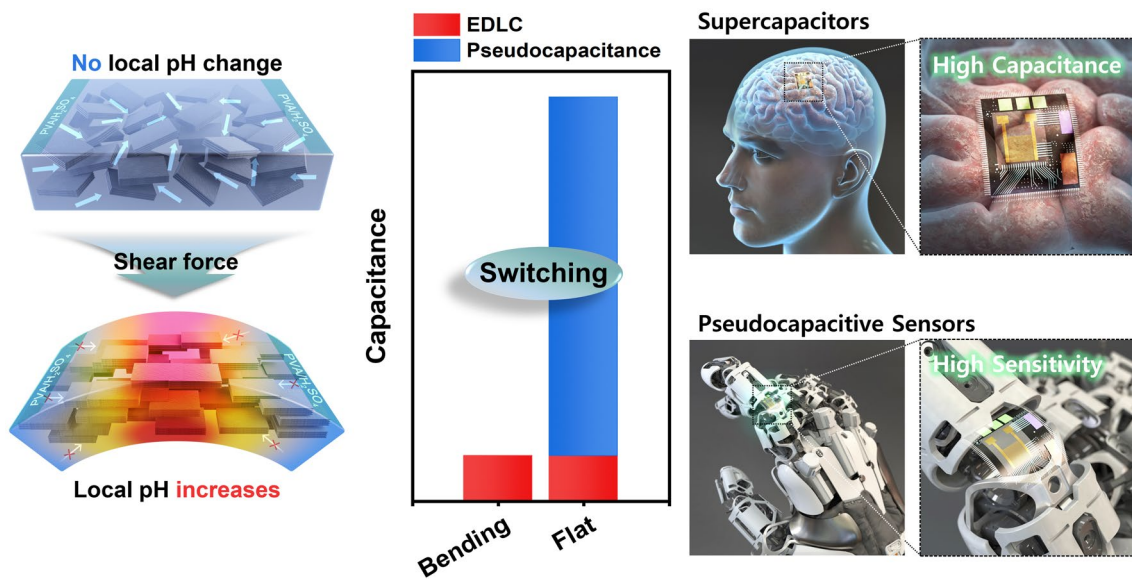 No local pH change
PVA/H₂SO₄
PVA/H₂SO₄
Shear force
PVA/H₂SO₄
PVA/H₂SO₄
Local pH increases
EDLC
Pseudocapacitance
Capacitance
Switching
Bending
Flat
Supercapacitors
High Capacitance
Pseudocapacitive Sensors
High Sensitivity